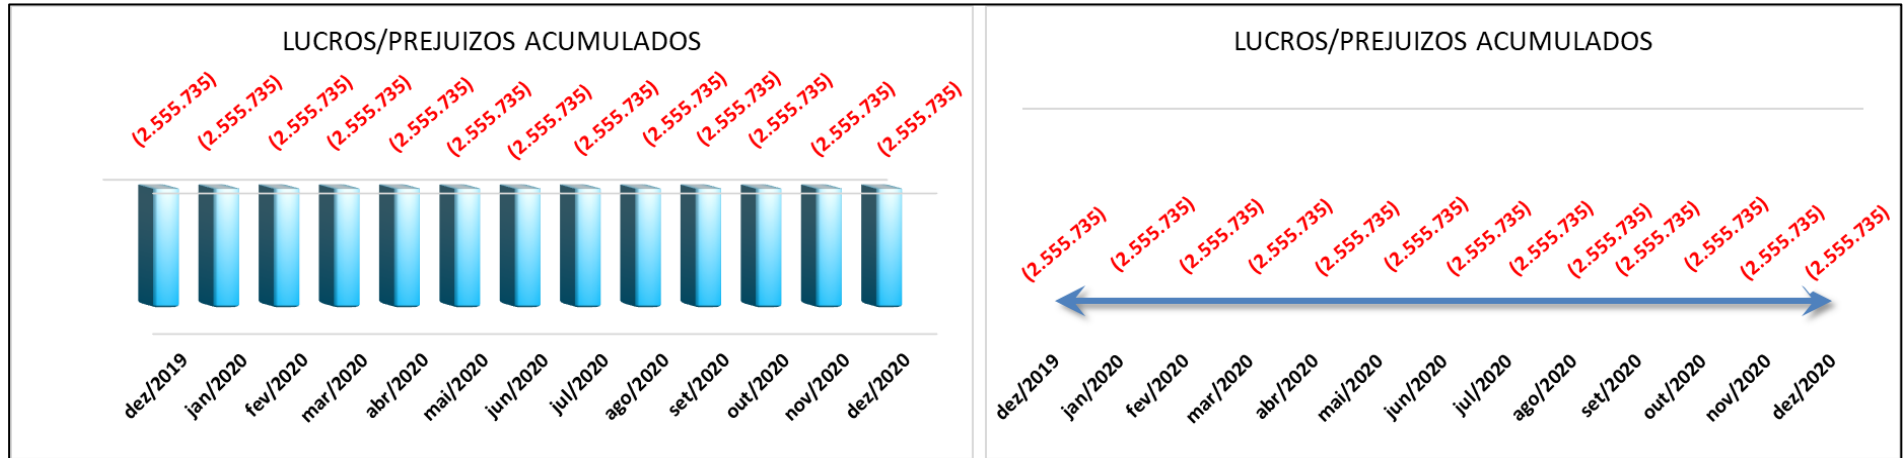 LUCROS/PREJUIZOS ACUMULADOS
(2.555.735) (2.555.735) (2.555.735) (2.555.735) (2.555.735) (2.555.735) (2.555.735) (2.555.735) (2.555.735) (2.555.735) (2.555.735) (2.555.735) (2.555.735)
dez/2019 jan/2020 fev/2020 mar/2020 abr/2020 mai/2020 jun/2020 jul/2020 ago/2020 set/2020 out/2020 nov/2020 dez/2020
LUCROS/PREJUIZOS ACUMULADOS
(2.555.735) (2.555.735) (2.555.735) (2.555.735) (2.555.735) (2.555.735) (2.555.735) (2.555.735) (2.555.735) (2.555.735) (2.555.735) (2.555.735) (2.555.735)
dez/2019 jan/2020 fev/2020 mar/2020 abr/2020 mai/2020 jun/2020 jul/2020 ago/2020 set/2020 out/2020 nov/2020 dez/2020